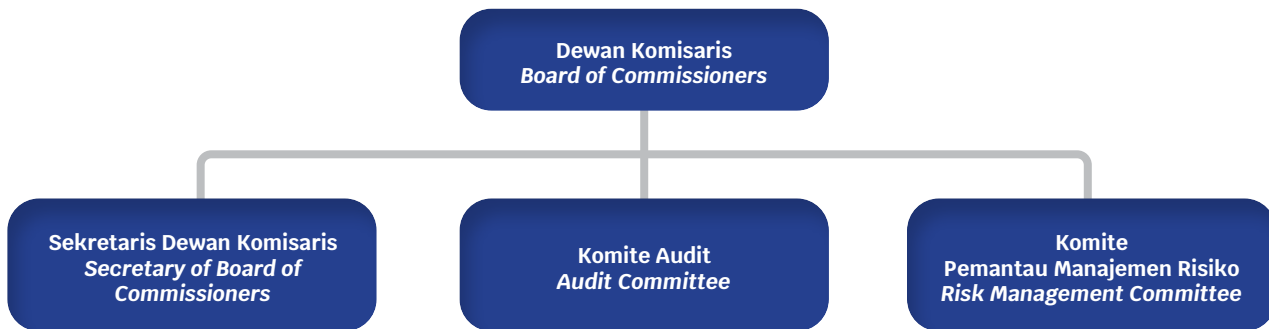 Dewan Komisaris
Board of Commissioners
Sekretaris Dewan Komisaris
Secretary of Board of
Commissioners
Komite Audit
Audit Committee
Komite
Pemantau Manajemen Risiko
Risk Management Committee